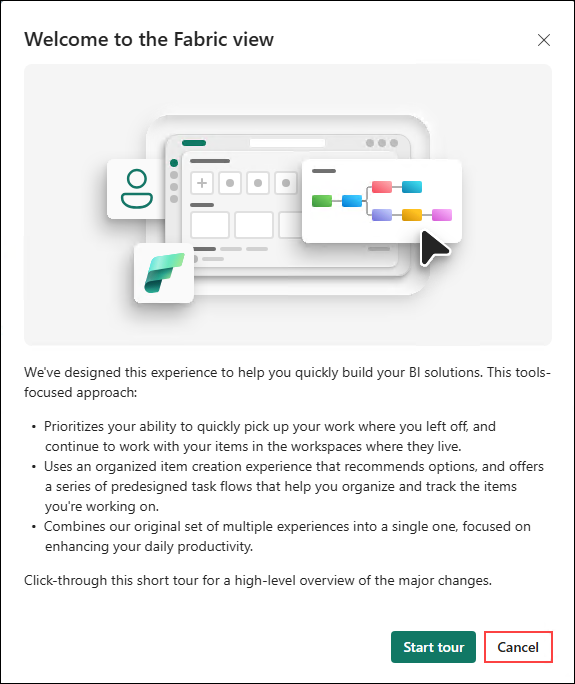 Welcome to the Fabric view
We've designed this experience to help you quickly build your BI solutions. This tools-
focused approach:
• Prioritizes your ability to quickly pick up your work where you left off, and
continue to work with your items in the workspaces where they live.
• Uses an organized item creation experience that recommends options, and offers
a series of predesigned task flows that help you organize and track the items
you're working on.
• Combines our original set of multiple experiences into a single one, focused on
enhancing your daily productivity.
Click-through this short tour for a high-level overview of the major changes.
Start tour
Cancel